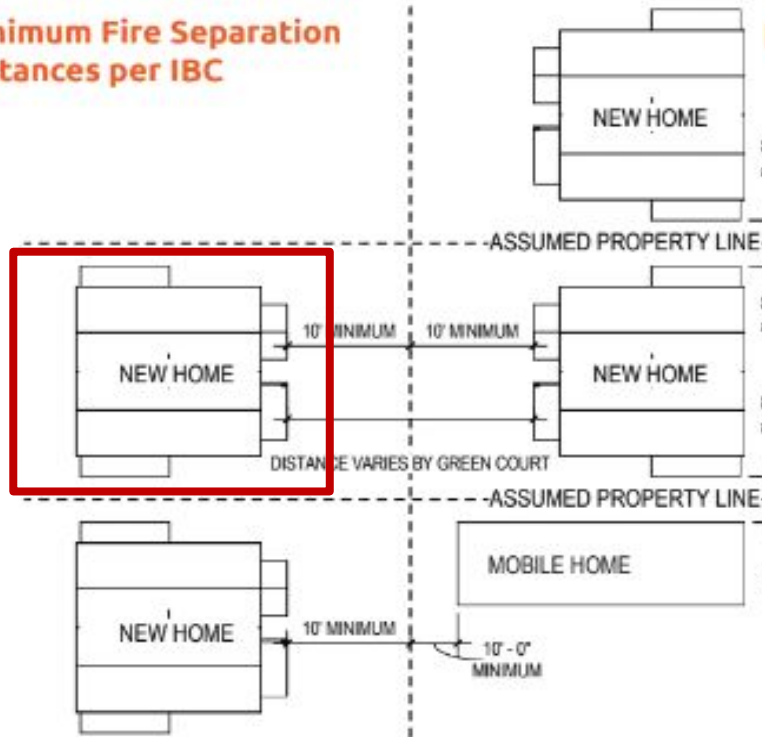 nimum Fire Separation
tances per IBC
NEW HOME
ASSUMED PROPERTY LINE
10' MINIMUM
10' MINIMUM
NEW HOME
NEW HOME
DISTANCE VARIES BY GREEN COURT
ASSUMED PROPERTY LINE
MOBILE HOME
NEW HOME
10' MINIMUM
10' - 0"
MINIMUM